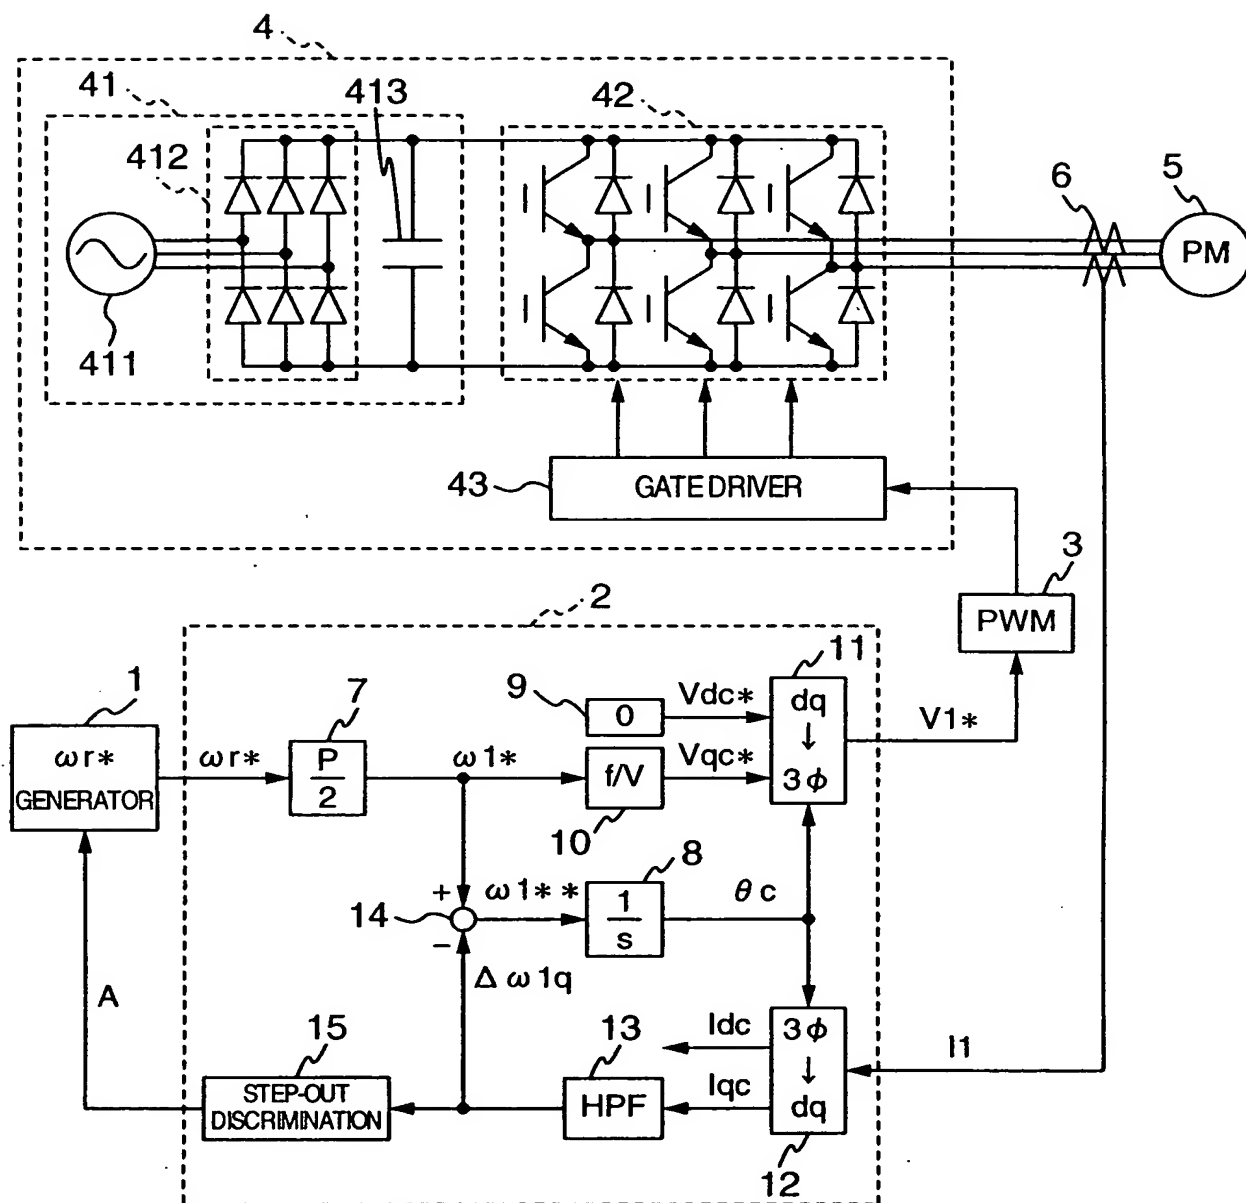 4
41
413
42
412
411
6
5
PM
43
GATE DRIVER
3
PWM
2
1
ωr*
GENERATOR
ωr*
7
P
2
ω1*
9
0
Vdc*
10
f/V
Vqc*
11
dq
↓
3φ
V1*
+
14
−
ω1**
8
1
s
θc
Δω1q
A
15
STEP-OUT
DISCRIMINATION
13
HPF
Idc
Iqc
3φ
↓
dq
12
I1